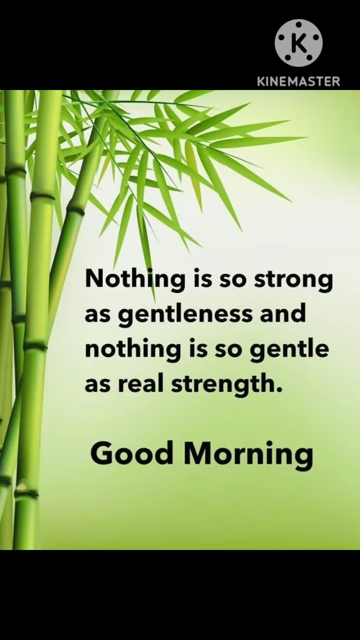 K
KINEMASTER
Nothing is so strong
as gentleness and
nothing is so gentle
as real strength.
Good Morning